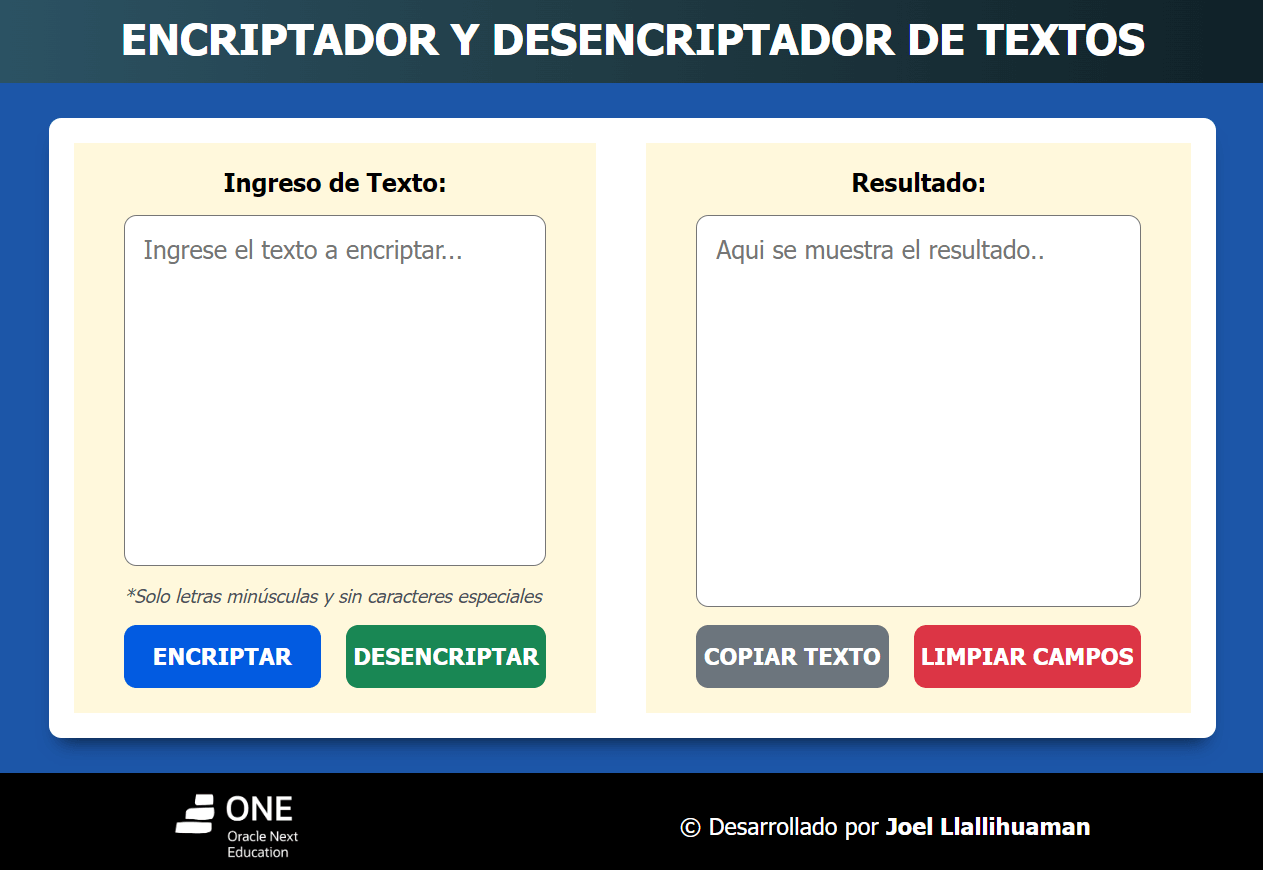 ENCRIPTADOR Y DESENCRIPTADOR DE TEXTOS
Ingreso de Texto:
Ingrese el texto a encriptar...
*Solo letras minúsculas y sin caracteres especiales
ENCRIPTAR
DESENCRIPTAR
Resultado:
Aqui se muestra el resultado..
COPIAR TEXTO
LIMPIAR CAMPOS
ONE
Oracle Next
Education
© Desarrollado por Joel Llallihuaman